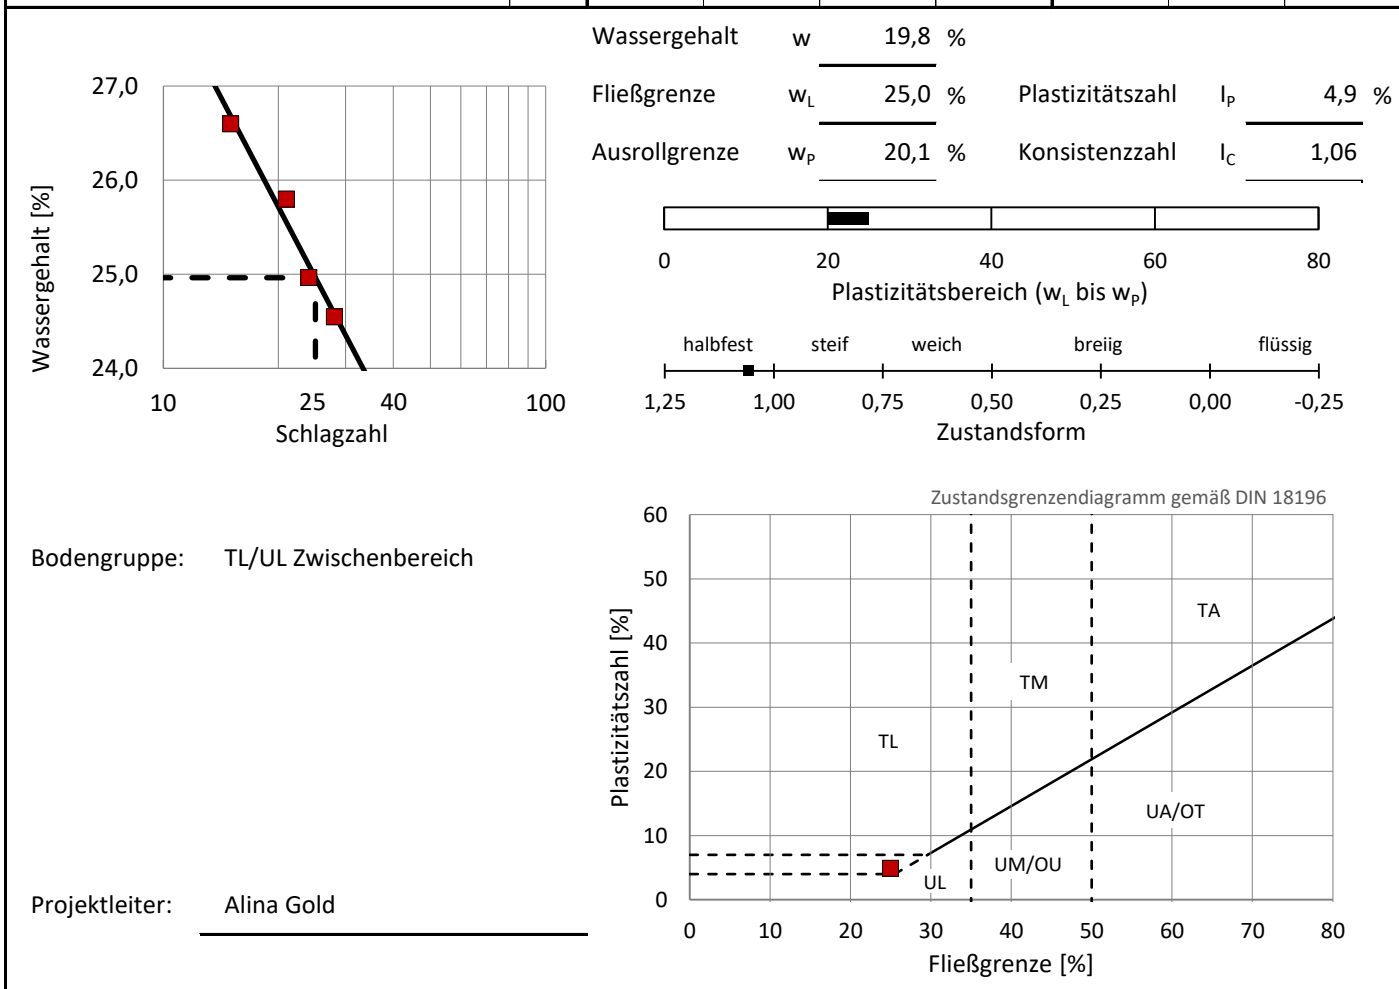 Wassergehalt w 19,8 %
Fließgrenze wL 25,0 % Plastizitätszahl IP 4,9 %
Ausrollgrenze wP 20,1 % Konsistenzzahl IC 1,06
27,0
26,0
25,0
24,0
Wassergehalt [%]
10 25 40 100
Schlagzahl
0 20 40 60 80
Plastizitätsbereich (wL bis wP)
halbfest steif weich breiig flüssig
1,25 1,00 0,75 0,50 0,25 0,00 -0,25
Zustandsform
Bodengruppe: TL/UL Zwischenbereich
Zustandsgrenzendiagramm gemäß DIN 18196
60
50
40
30
20
10
0
Plastizitätszahl [%]
TA
TM
TL
UA/OT
UM/OU
UL
0 10 20 30 40 50 60 70 80
Fließgrenze [%]
Projektleiter: Alina Gold